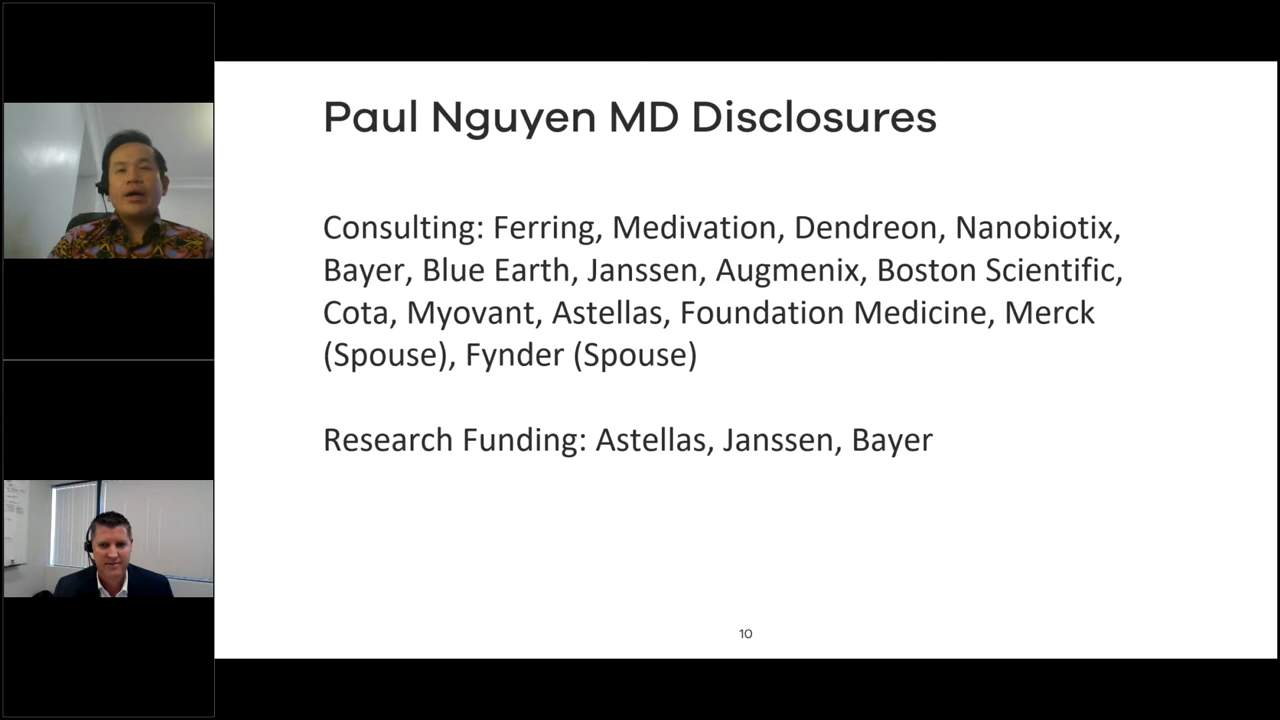 Paul Nguyen MD Disclosures
Consulting: Ferring, Medivation, Dendreon, Nanobiotix,
Bayer, Blue Earth, Janssen, Augmenix, Boston Scientific,
Cota, Myovant, Astellas, Foundation Medicine, Merck
(Spouse), Fynder (Spouse)
Research Funding: Astellas, Janssen, Bayer
10